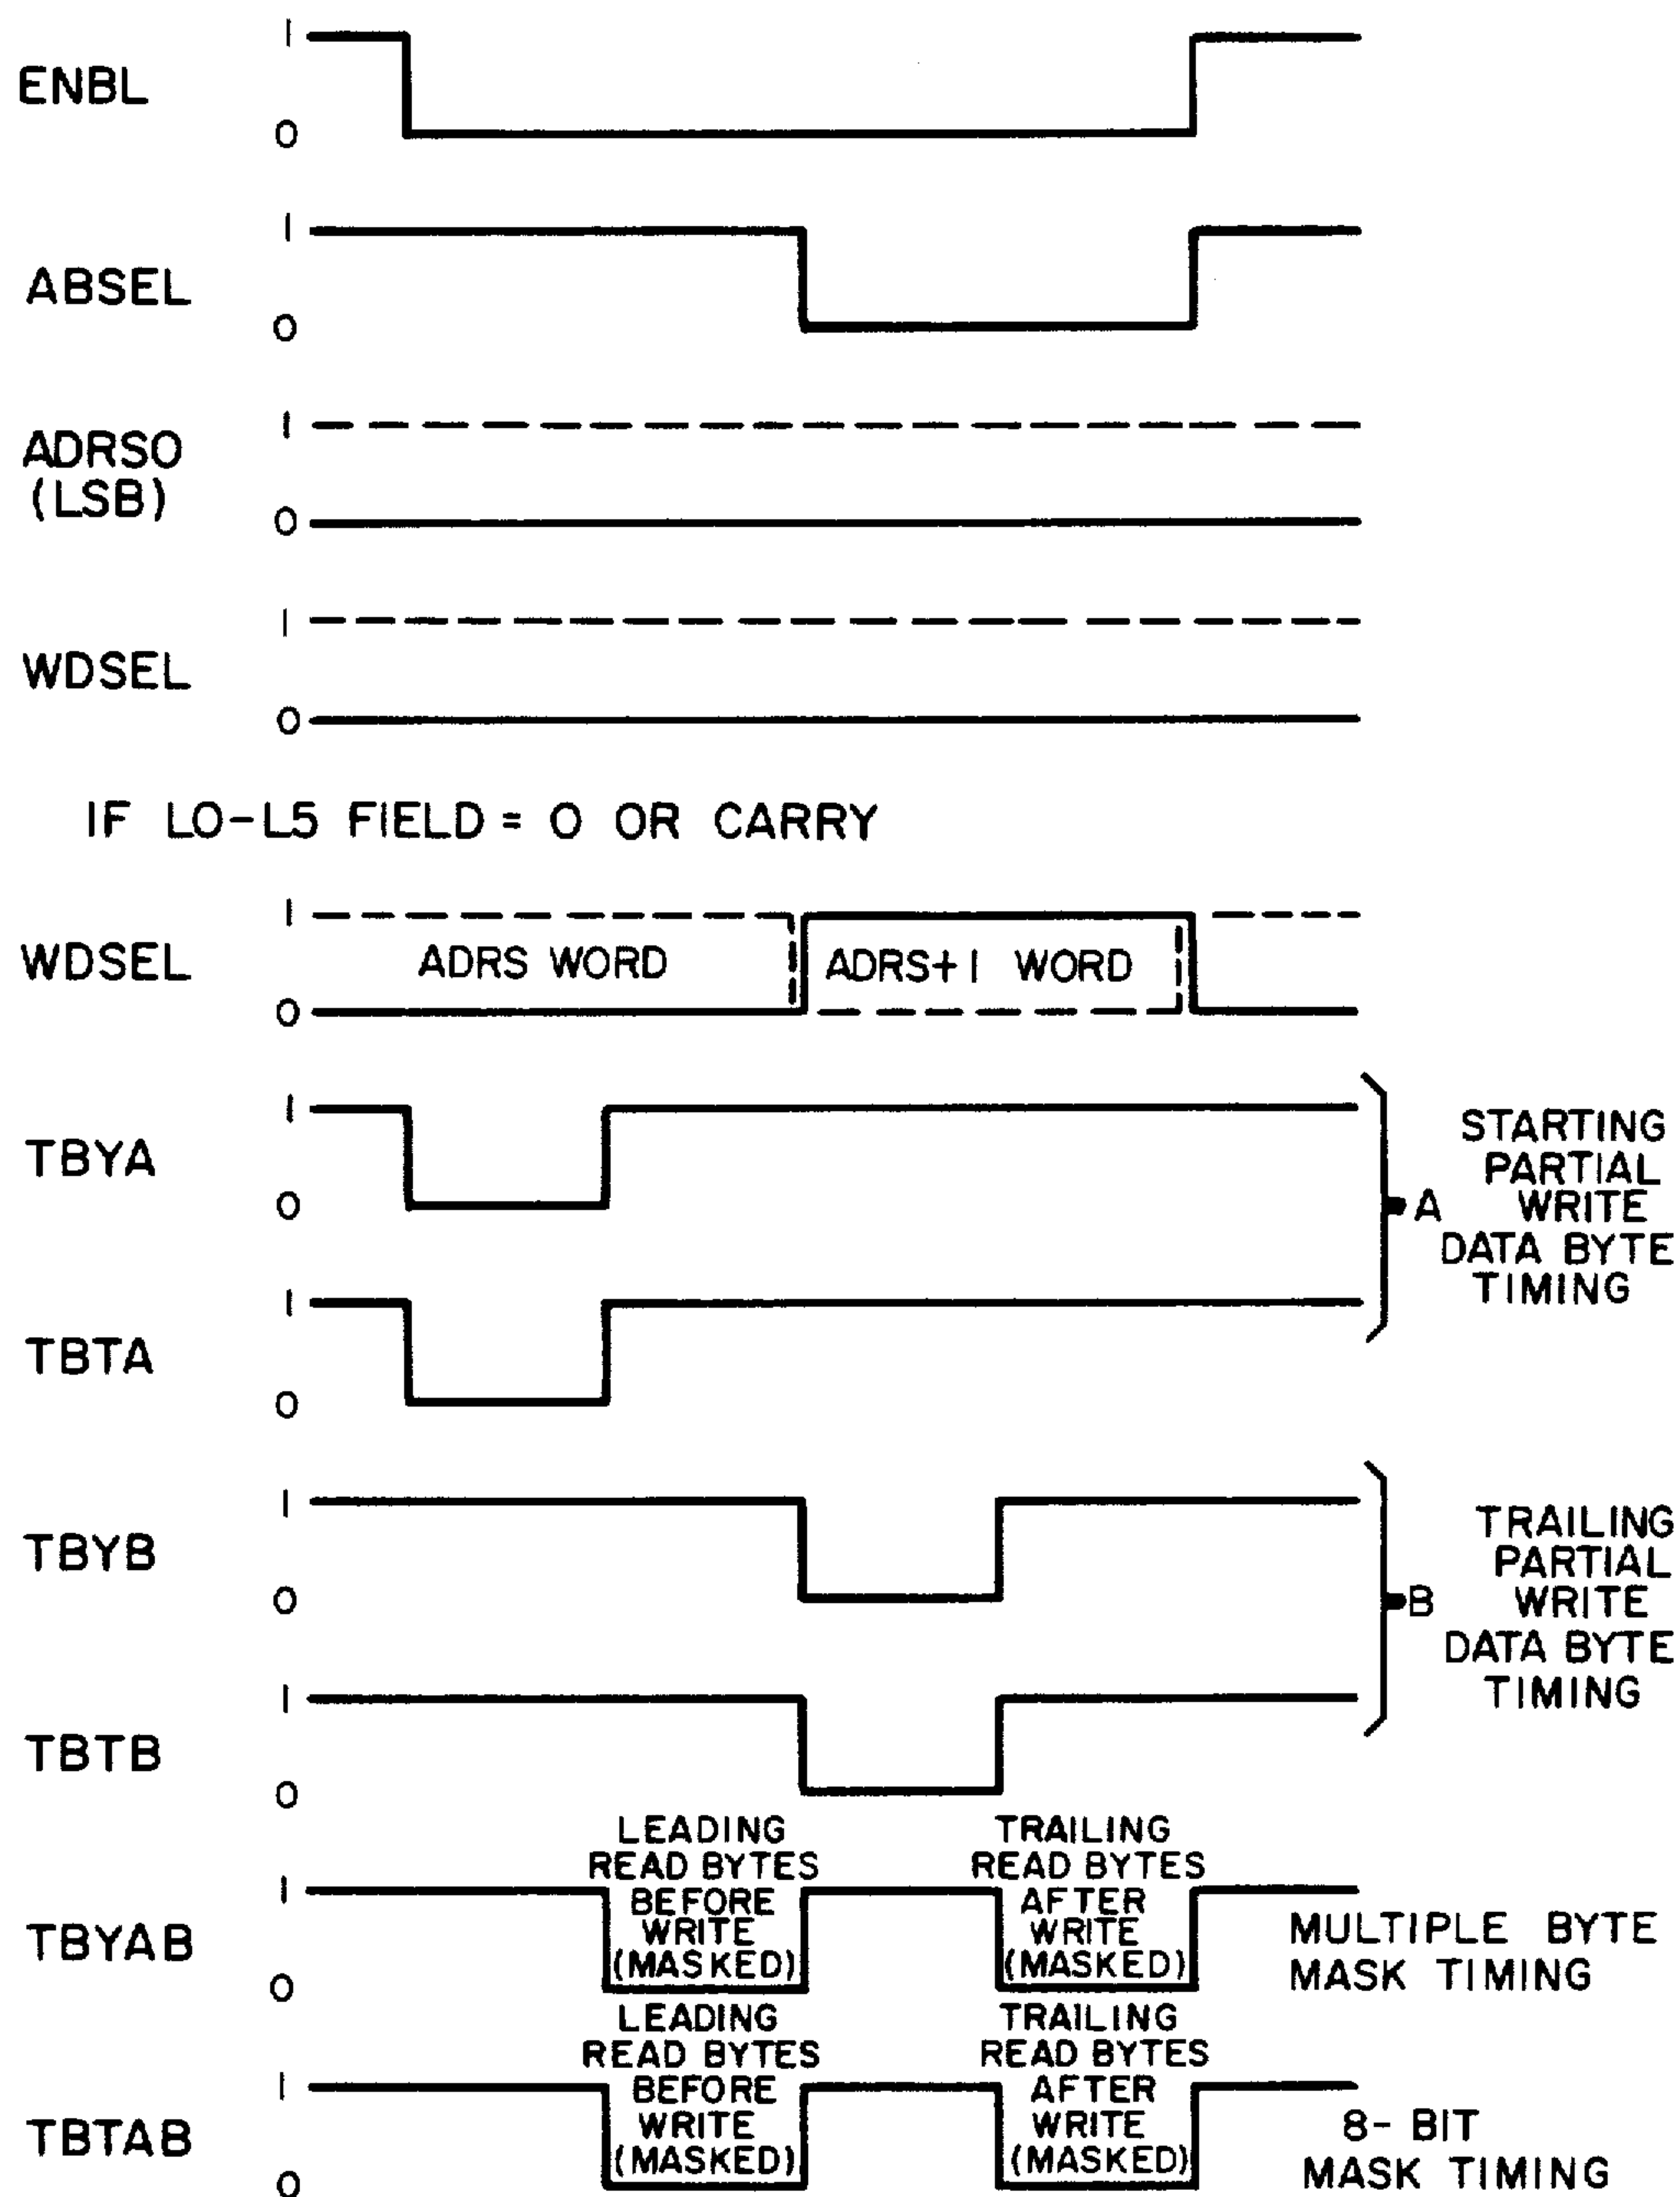 1
ENBL
0
1
ABSEL
0
1
ADRSO
(LSB)
0
1
WDSEL
0
IF LO-L5 FIELD = 0 OR CARRY
1
WDSEL
ADRS WORD
ADRS+1 WORD
0
1
TBYA
0
1
TBTA
0
A
STARTING
PARTIAL
WRITE
DATA BYTE
TIMING
1
TBYB
0
1
TBTB
0
B
TRAILING
PARTIAL
WRITE
DATA BYTE
TIMING
1
TBYAB
0
LEADING
READ BYTES
BEFORE
WRITE
(MASKED)
TRAILING
READ BYTES
AFTER
WRITE
(MASKED)
MULTIPLE BYTE
MASK TIMING
1
TBTAB
0
LEADING
READ BYTES
BEFORE
WRITE
(MASKED)
TRAILING
READ BYTES
AFTER
WRITE
(MASKED)
8-BIT
MASK TIMING